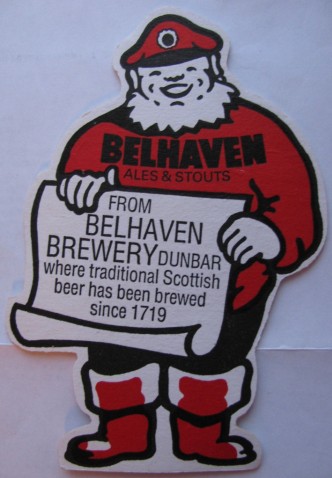 BELHAVEN
ALES & STOUTS
FROM
BELHAVEN
BREWERY DUNBAR
where traditional Scottish
beer has been brewed
since 1719